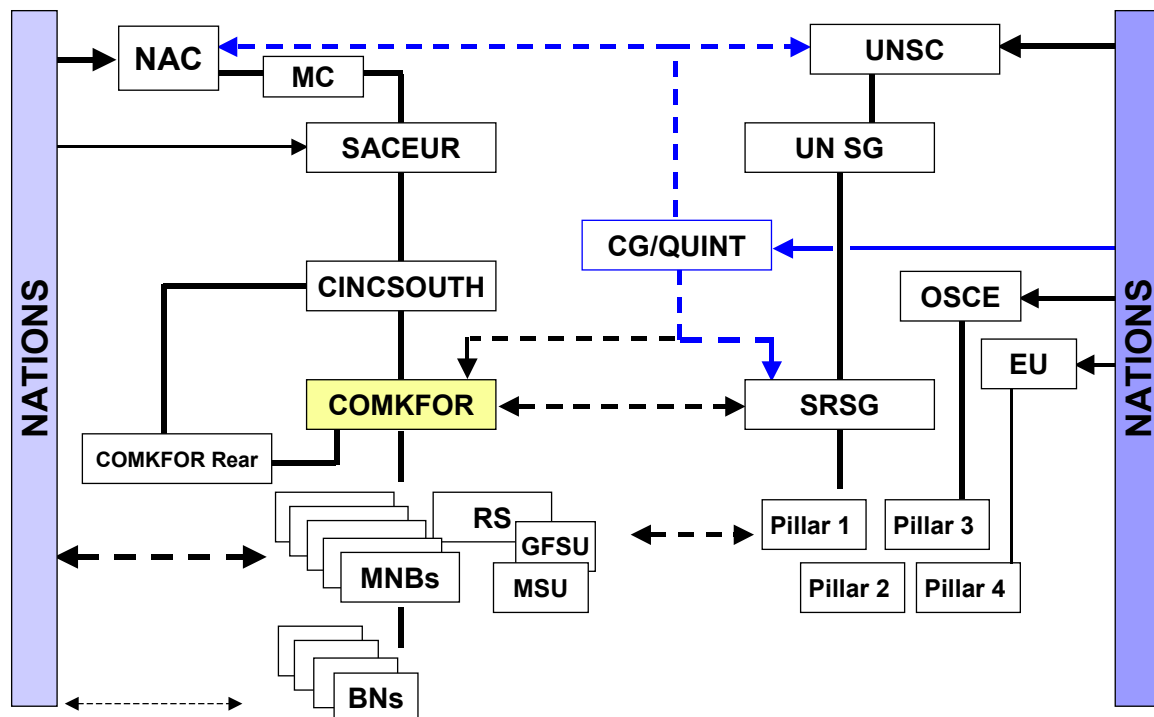 NATIONS
NAC
MC
UNSC
SACEUR
UN SG
CG/QUINT
CINCSOUTH
OSCE
EU
COMKFOR
SRSG
COMKFOR Rear
RS
GFSU
MSU
MNBs
Pillar 1
Pillar 3
Pillar 2
Pillar 4
BNs
NATIONS